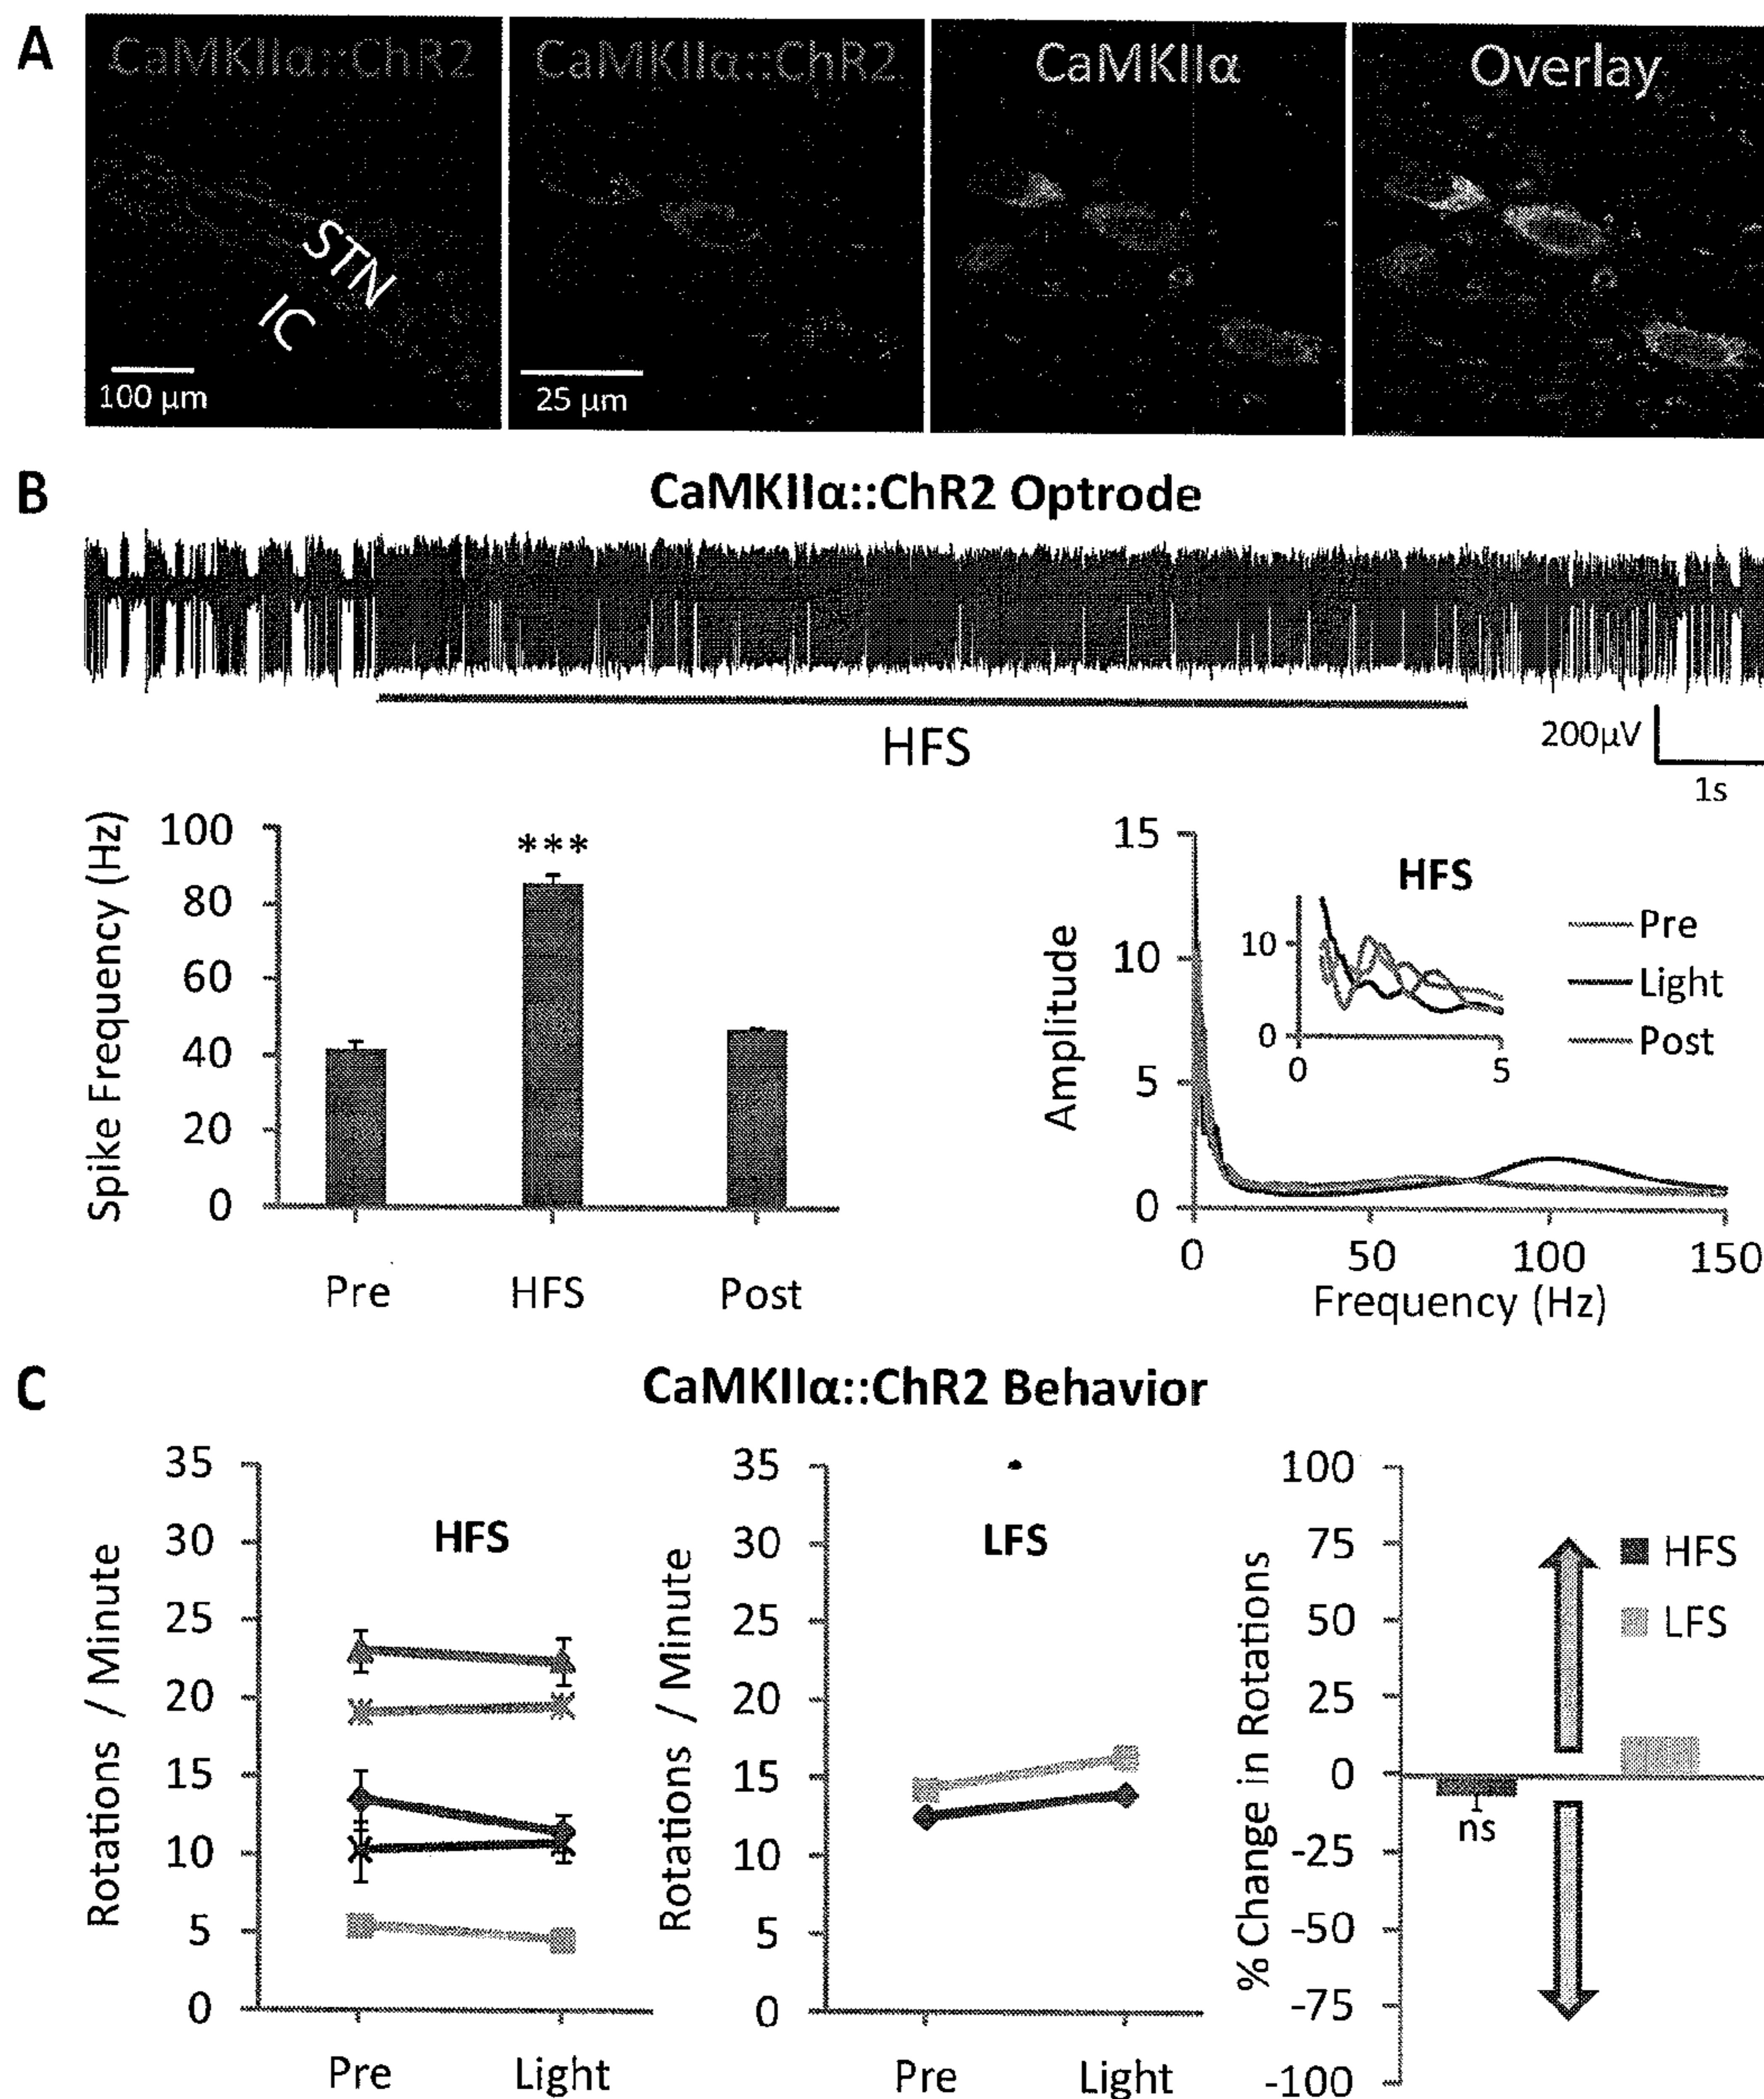 A
CaMKIIα::ChR2
CaMKIIα::ChR2
CaMKIIα
Overlay
STN
IC
100 µm
25 µm
B
CaMKIIα::ChR2 Optrode
HFS
200µV
1s
Spike Frequency (Hz)
100
80
60
40
20
0
***
Pre
HFS
Post
Amplitude
15
10
5
0
0
50
100
150
Frequency (Hz)
HFS
10
0
0
5
Pre
Light
Post
C
CaMKIIα::ChR2 Behavior
Rotations / Minute
35
30
25
20
15
10
5
0
HFS
Pre
Light
Rotations / Minute
35
30
25
20
15
10
5
0
LFS
Pre
Light
% Change in Rotations
100
75
50
25
0
-25
-50
-75
-100
ns
HFS
LFS